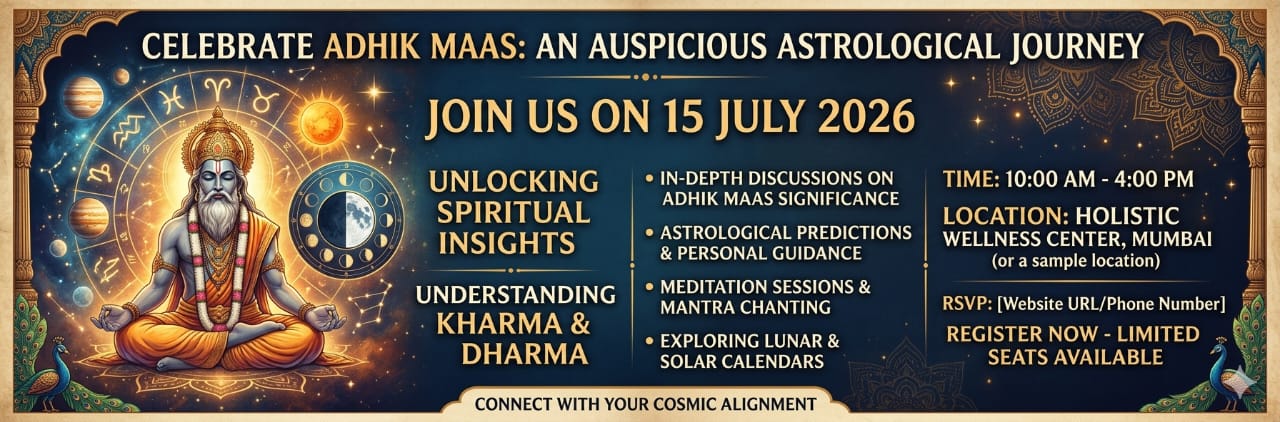 CELEBRATE ADHIK MAAS: AN AUSPICIOUS ASTROLOGICAL JOURNEY
JOIN US ON 15 JULY 2026
UNLOCKING
SPIRITUAL
INSIGHTS
UNDERSTANDING
KHARMA &
DHARMA
• IN-DEPTH DISCUSSIONS ON
ADHIK MAAS SIGNIFICANCE
• ASTROLOGICAL PREDICTIONS
& PERSONAL GUIDANCE
• MEDITATION SESSIONS &
MANTRA CHANTING
• EXPLORING LUNAR &
SOLAR CALENDARS
TIME: 10:00 AM - 4:00 PM
LOCATION: HOLISTIC
WELLNESS CENTER, MUMBAI
(or a sample location)
RSVP: [Website URL/Phone Number]
REGISTER NOW - LIMITED
SEATS AVAILABLE
CONNECT WITH YOUR COSMIC ALIGNMENT